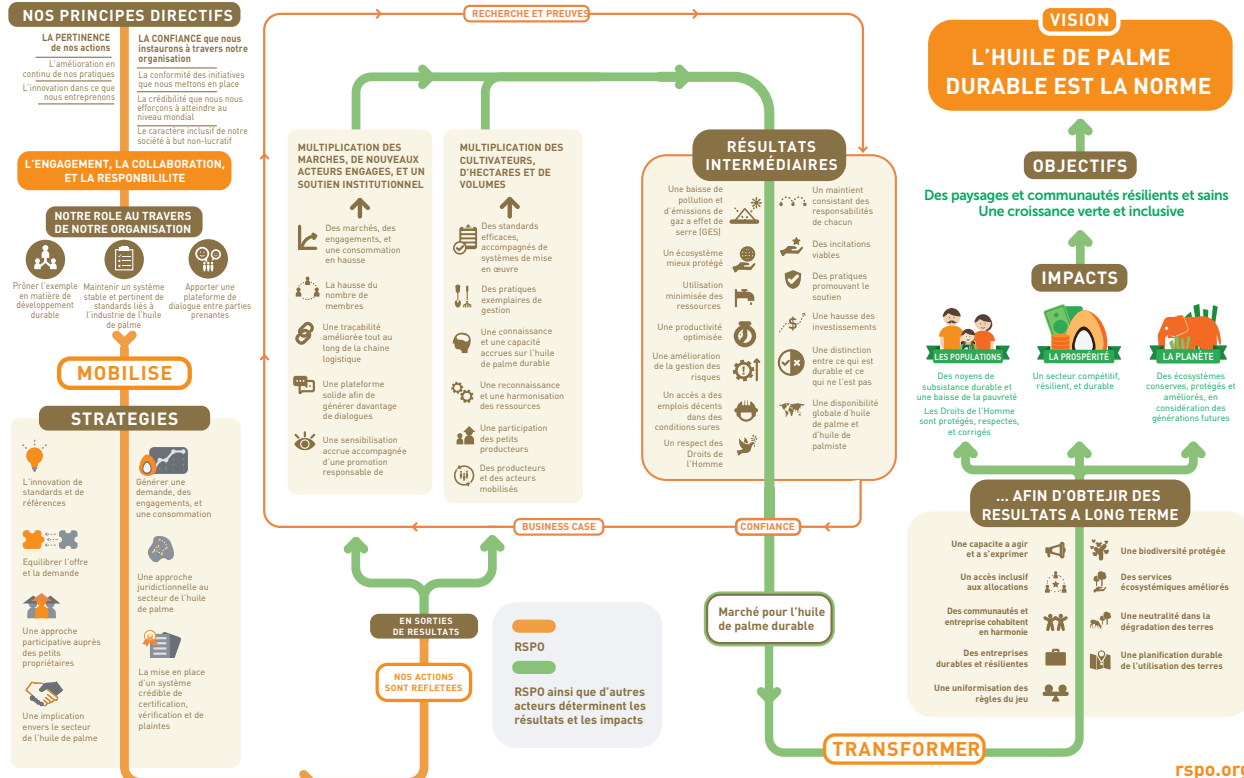 NOS PRINCIPES DIRECTIFS
LA PERTINENCE
de nos actions
L'amélioration en
continu de nos pratiques
L'innovation dans ce que
nous entreprenons
LA CONFIANCE que nous
instaurons à travers notre
organisation
La conformité des initiatives
que nous mettons en place
La crédibilité que nous nous
efforçons à atteindre au
niveau mondial
Le caractère inclusif de notre
société à but non-lucratif
L'ENGAGEMENT, LA COLLABORATION,
ET LA RESPONBILILITE
NOTRE ROLE AU TRAVERS
DE NOTRE ORGANISATION
Prôner l'exemple
en matière de
développement
durable
Maintenir un système
stable et pertinent de
standards liés à
l'industrie de l'huile
de palme
Apporter une
plateforme de
dialogue entre parties
prenantes
MOBILISE
STRATEGIES
L'innovation de
standards et de
références
Equilibrer l'offre
et la demande
Une approche
participative auprès
des petits
propriétaires
Une implication
envers le secteur
de l'huile de palme
Générer une
demande, des
engagements, et
une consommation
Une approche
juridictionnelle au
secteur de l'huile
de palme
La mise en place
d'un système
crédible de
certification,
vérification et de
plaintes
RECHERCHE ET PREUVES
MULTIPLICATION DES
MARCHES, DE NOUVEAUX
ACTEURS ENGAGES, ET UN
SOUTIEN INSTITUTIONNEL
Des marchés, des
engagements, et
une consommation
en hausse
La hausse du
nombre de
membres
Une traçabilité
améliorée tout au
long de la chaine
logistique
Une plateforme
solide afin de
générer davantage
de dialogues
Une sensibilisation
accrue accompagnée
d'une promotion
responsable de
MULTIPLICATION DES
CULTIVATEURS,
D'HECTARES ET DE
VOLUMES
Des standards
efficaces,
accompagnés de
systèmes de mise
en œuvre
Des pratiques
exemplaires de
gestion
Une connaissance
et une capacité
accrues sur l'huile
de palme durable
Une reconnaissance
et une harmonisation
des ressources
Une participation
des petits
producteurs
Des producteurs
et des acteurs
mobilisés
RÉSULTATS
INTERMÉDIAIRES
Une baisse de
pollution et
d'émissions de
gaz a effet de
serre (GES)
Un écosystème
mieux protégé
Utilisation
minimisée des
ressources
Une productivité
optimisée
Une amélioration
de la gestion des
risques
Un accès a des
emplois décents
dans des
conditions sures
Un respect des
Droits de
l'Homme
Un maintient
consistant des
responsabilités
de chacun
Des incitations
viables
Des pratiques
promouvant le
soutien
Une hausse des
investissements
Une distinction
entre ce qui est
durable et ce
qui ne l'est pas
Une disponibilité
globale d'huile
de palme et
d'huile de
palmiste
BUSINESS CASE
CONFIANCE
EN SORTIES
DE RESULTATS
NOS ACTIONS
SONT REFLETEES
RSPO
RSPO ainsi que d'autres
acteurs déterminent les
résultats et les impacts
Marché pour l'huile
de palme durable
TRANSFORMER
VISION
L'HUILE DE PALME
DURABLE EST LA NORME
OBJECTIFS
Des paysages et communautés résilients et sains
Une croissance verte et inclusive
IMPACTS
LES POPULATIONS
Des noyens de
subsistance durable et
une baisse de la pauvreté
Les Droits de l'Homme
sont protégés, respectes,
et corrigés
LA PROSPÉRITÉ
Un secteur compétitif,
résilient, et durable
LA PLANÈTE
Des écosystèmes
conserves, protégés et
améliorés, en
considération des
générations futures
... AFIN D'OBTEJIR DES
RESULTATS A LONG TERME
Une capacite a agir
et a s'exprimer
Un accès inclusif
aux allocations
Des communautés et
entreprise cohabitent
en harmonie
Des entreprises
durables et résilientes
Une uniformisation des
règles du jeu
Une biodiversité protégée
Des services
écosystémiques améliorés
Une neutralité dans la
dégradation des terres
Une planification durable
de l'utilisation des terres
rspo.org